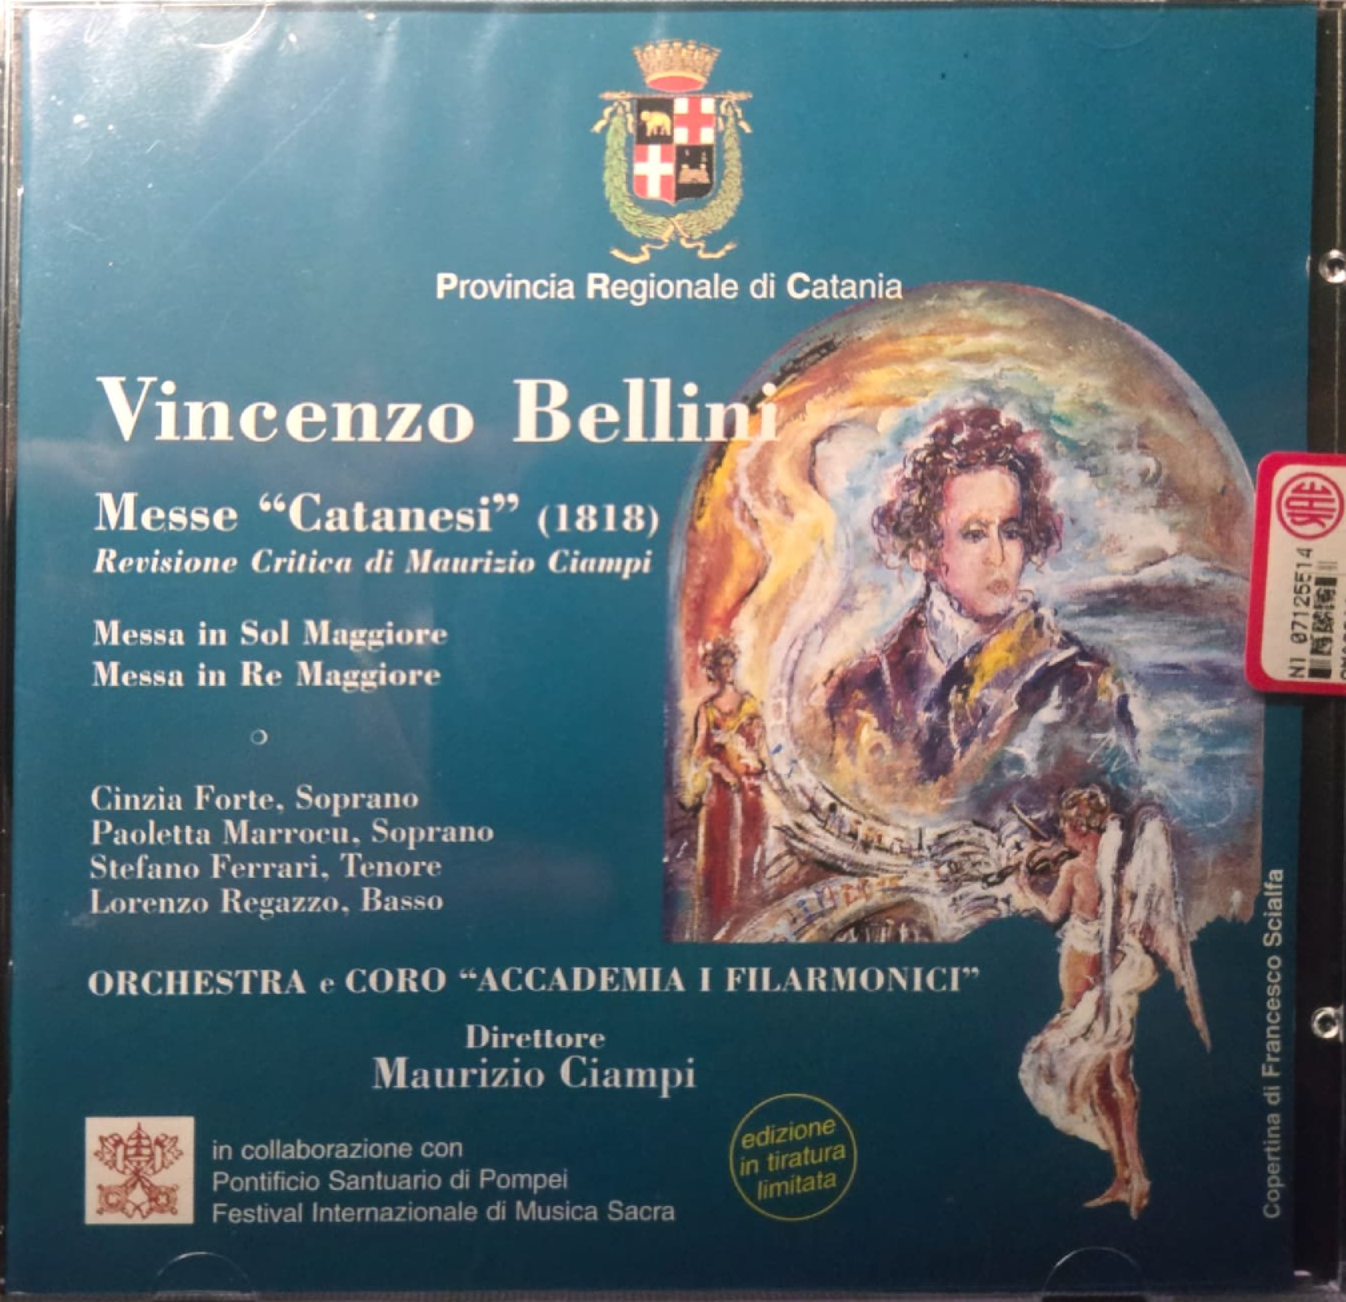 Provincia Regionale di Catania
Vincenzo Bellini
Messe “Catanesi” (1818)
Revisione Critica di Maurizio Ciampi
Messa in Sol Maggiore
Messa in Re Maggiore
Cinzia Forte, Soprano
Paoletta Marrocu, Soprano
Stefano Ferrari, Tenore
Lorenzo Regazzo, Basso
ORCHESTRA e CORO “ACCADEMIA I FILARMONICI”
Direttore
Maurizio Ciampi
in collaborazione con
Pontificio Santuario di Pompei
Festival Internazionale di Musica Sacra
edizione
in tiratura
limitata
Copertina di Francesco Scialfa
N1 07125514